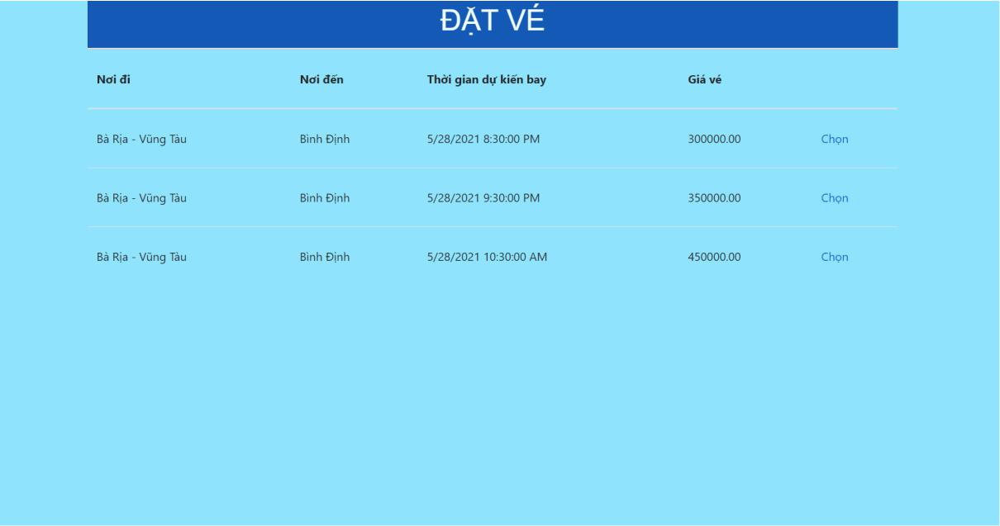 ĐẶT VÉ
Nơi đi Nơi đến Thời gian dự kiến bay Giá vé
Bà Rịa - Vũng Tàu Bình Định 5/28/2021 8:30:00 PM 300000.00 Chọn
Bà Rịa - Vũng Tàu Bình Định 5/28/2021 9:30:00 PM 350000.00 Chọn
Bà Rịa - Vũng Tàu Bình Định 5/28/2021 10:30:00 AM 450000.00 Chọn